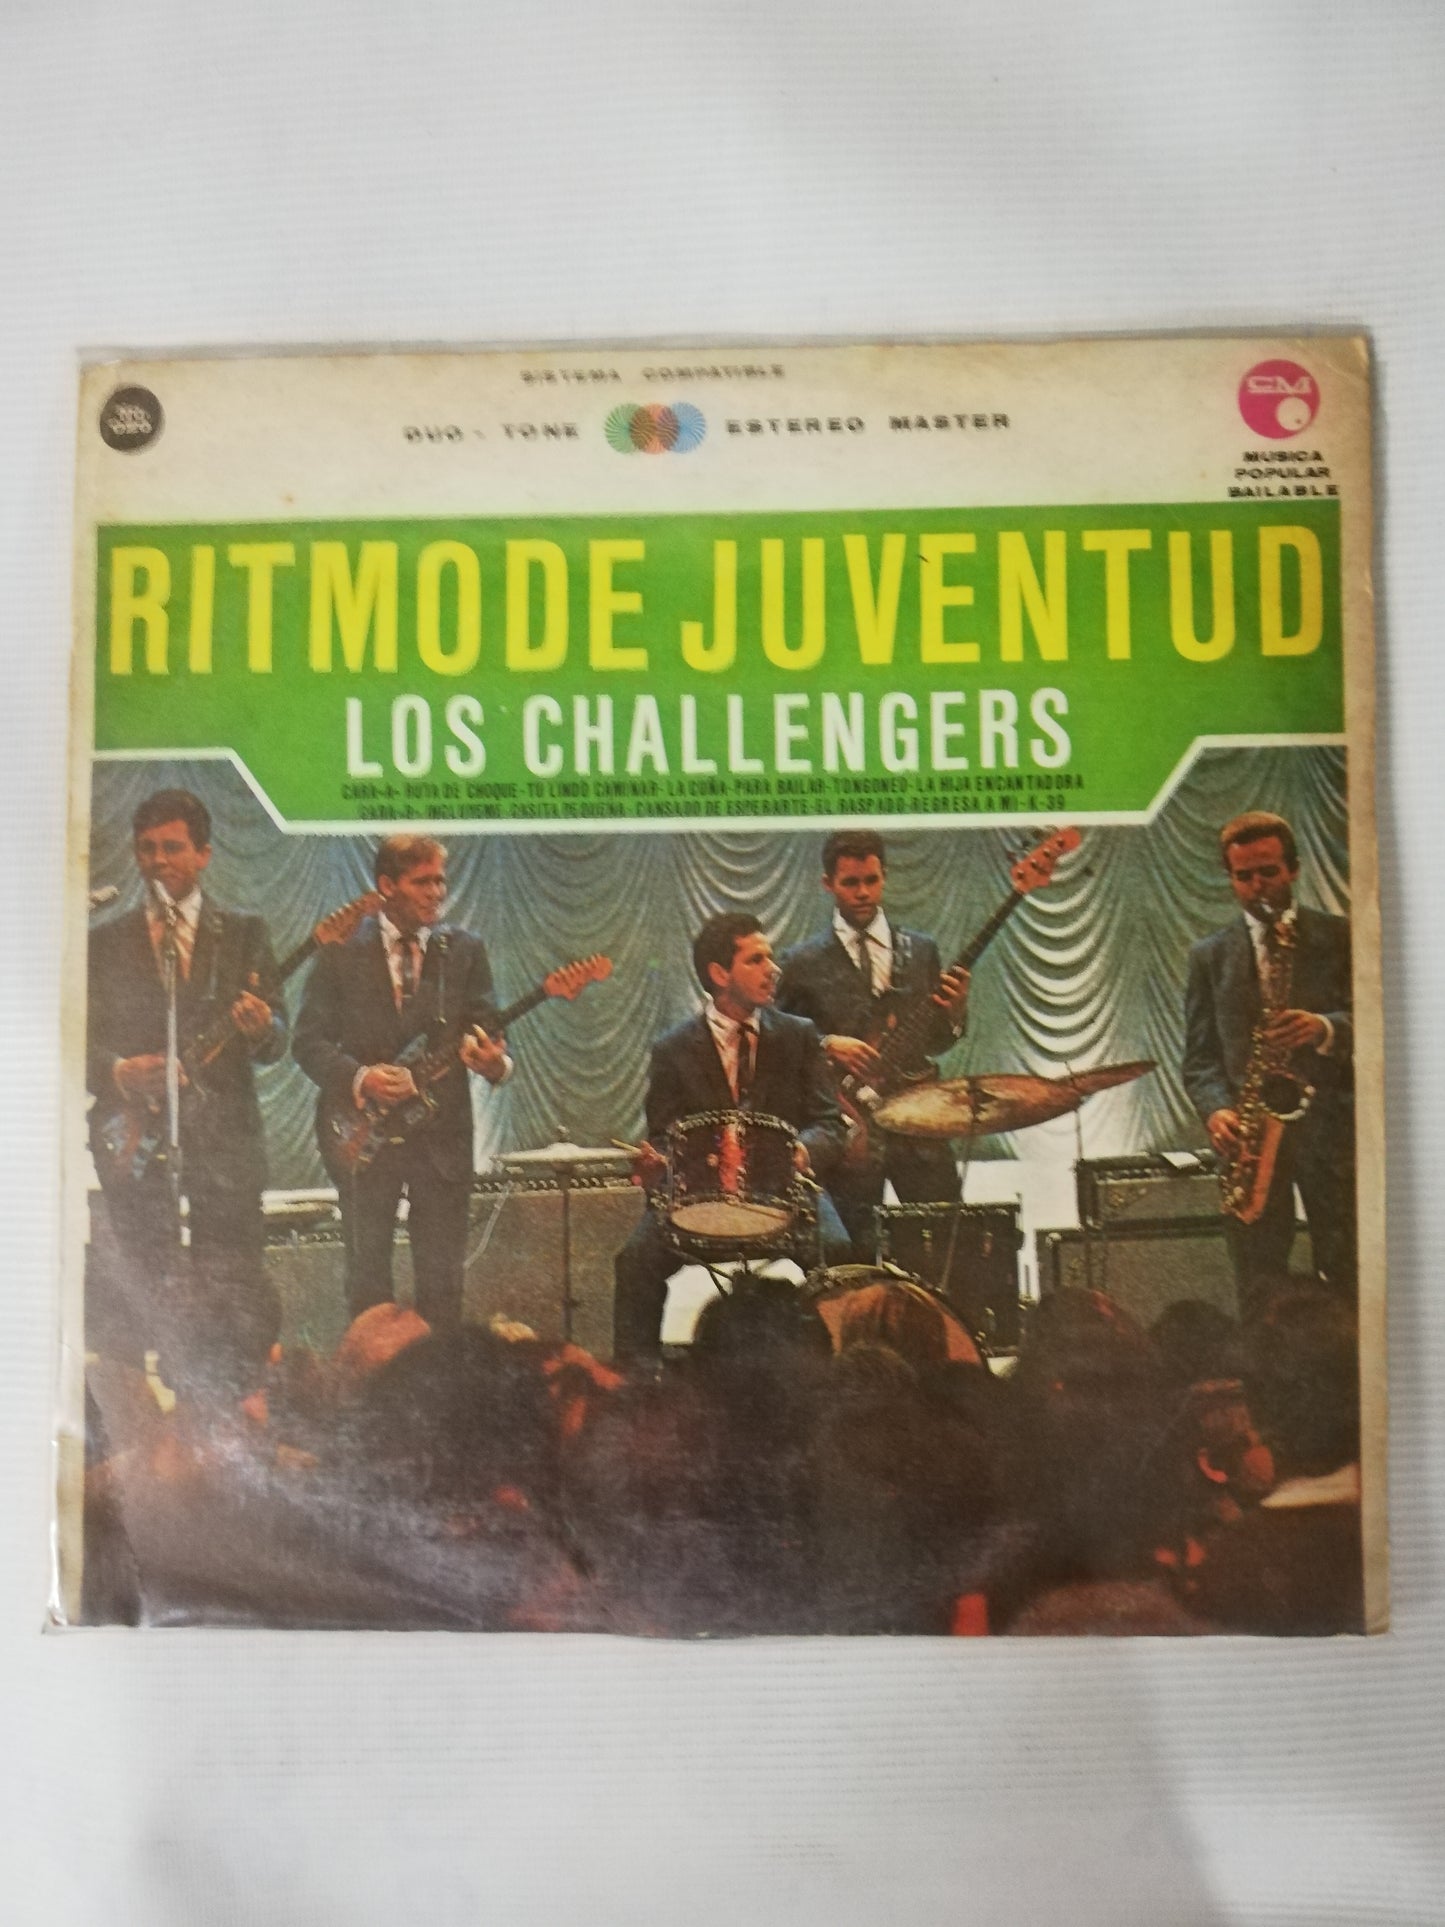 SISTEMA COMPATIBLE
DUO - TONE ESTEREO MASTER
MUSICA
POPULAR
BAILABLE
RITMO DE JUVENTUD
LOS CHALLENGERS
CARA-A- RUTA DE CHOQUE-TU LINDO CAMINAR-LA CUÑA-PARA BAILAR-TONGONEO-LA HIJA ENCANTADORA
CASITA PEQUEÑA-CANSADO DE ESPERARTE-EL RASPADO-REGRESA A MI-K-39